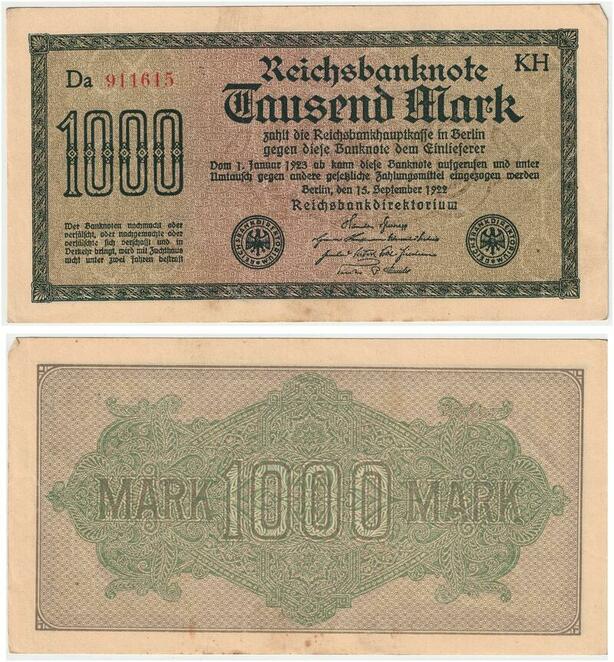 Da 911615
KH
1000
Reichsbanknote
Tausend Mark
zahlt die Reichsbankhauptkasse in Berlin
gegen diese Banknote dem Einlieferer
Vom 1. Januar 1923 ab kann diese Banknote aufgerufen und unter
Umtausch gegen andere gesetzliche Zahlungsmittel eingezogen werden
Berlin, den 15. September 1922
Reichsbankdirektorium
Wer Banknoten nachmacht oder
verfälscht, oder nachgemachte oder
verfälschte sich verschafft und in
Verkehr bringt, wird mit Zuchthaus
nicht unter zwei Jahren bestraft
MARK 1000 MARK